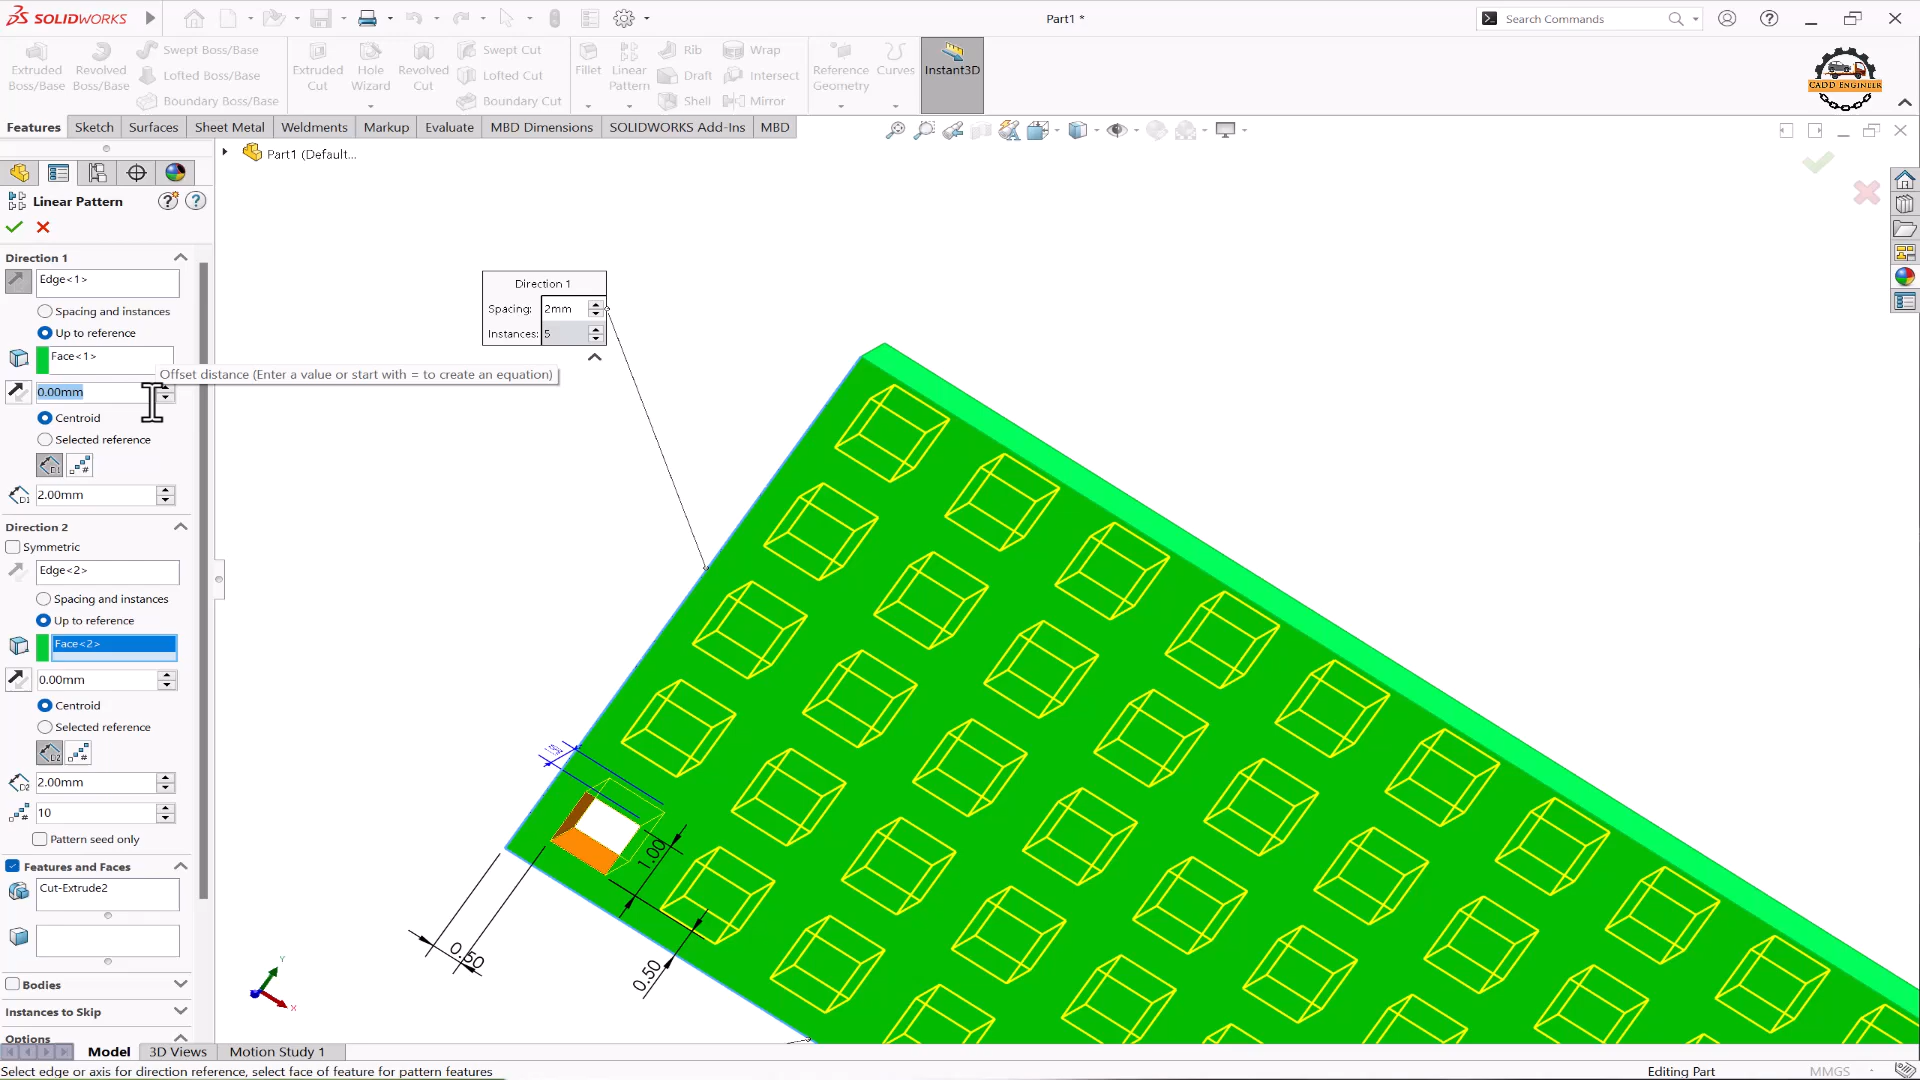 SOLIDWORKS
Part1 *
Search Commands
Extruded Boss/Base
Revolved Boss/Base
Swept Boss/Base
Lofted Boss/Base
Boundary Boss/Base
Extruded Cut
Hole Wizard
Revolved Cut
Swept Cut
Lofted Cut
Boundary Cut
Fillet
Linear Pattern
Rib
Draft
Shell
Wrap
Intersect
Mirror
Reference Geometry
Curves
Instant3D
CADD ENGINEER
Features
Sketch
Surfaces
Sheet Metal
Weldments
Markup
Evaluate
MBD Dimensions
SOLIDWORKS Add-Ins
MBD
Part1 (Default...
Linear Pattern
Direction 1
Edge<1>
Spacing and instances
Up to reference
Face<1>
Offset distance (Enter a value or start with = to create an equation)
0.00mm
Centroid
Selected reference
D1
2.00mm
Direction 2
Symmetric
Edge<2>
Spacing and instances
Up to reference
Face<2>
0.00mm
Centroid
Selected reference
D2
2.00mm
10
Pattern seed only
Features and Faces
Cut-Extrude2
Bodies
Instances to Skip
Options
Direction 1
Spacing: 2mm
Instances: 5
1.00
0.50
0.50
Y
X
Model
3D Views
Motion Study 1
Select edge or axis for direction reference, select face of feature for pattern features
Editing Part
MMGS